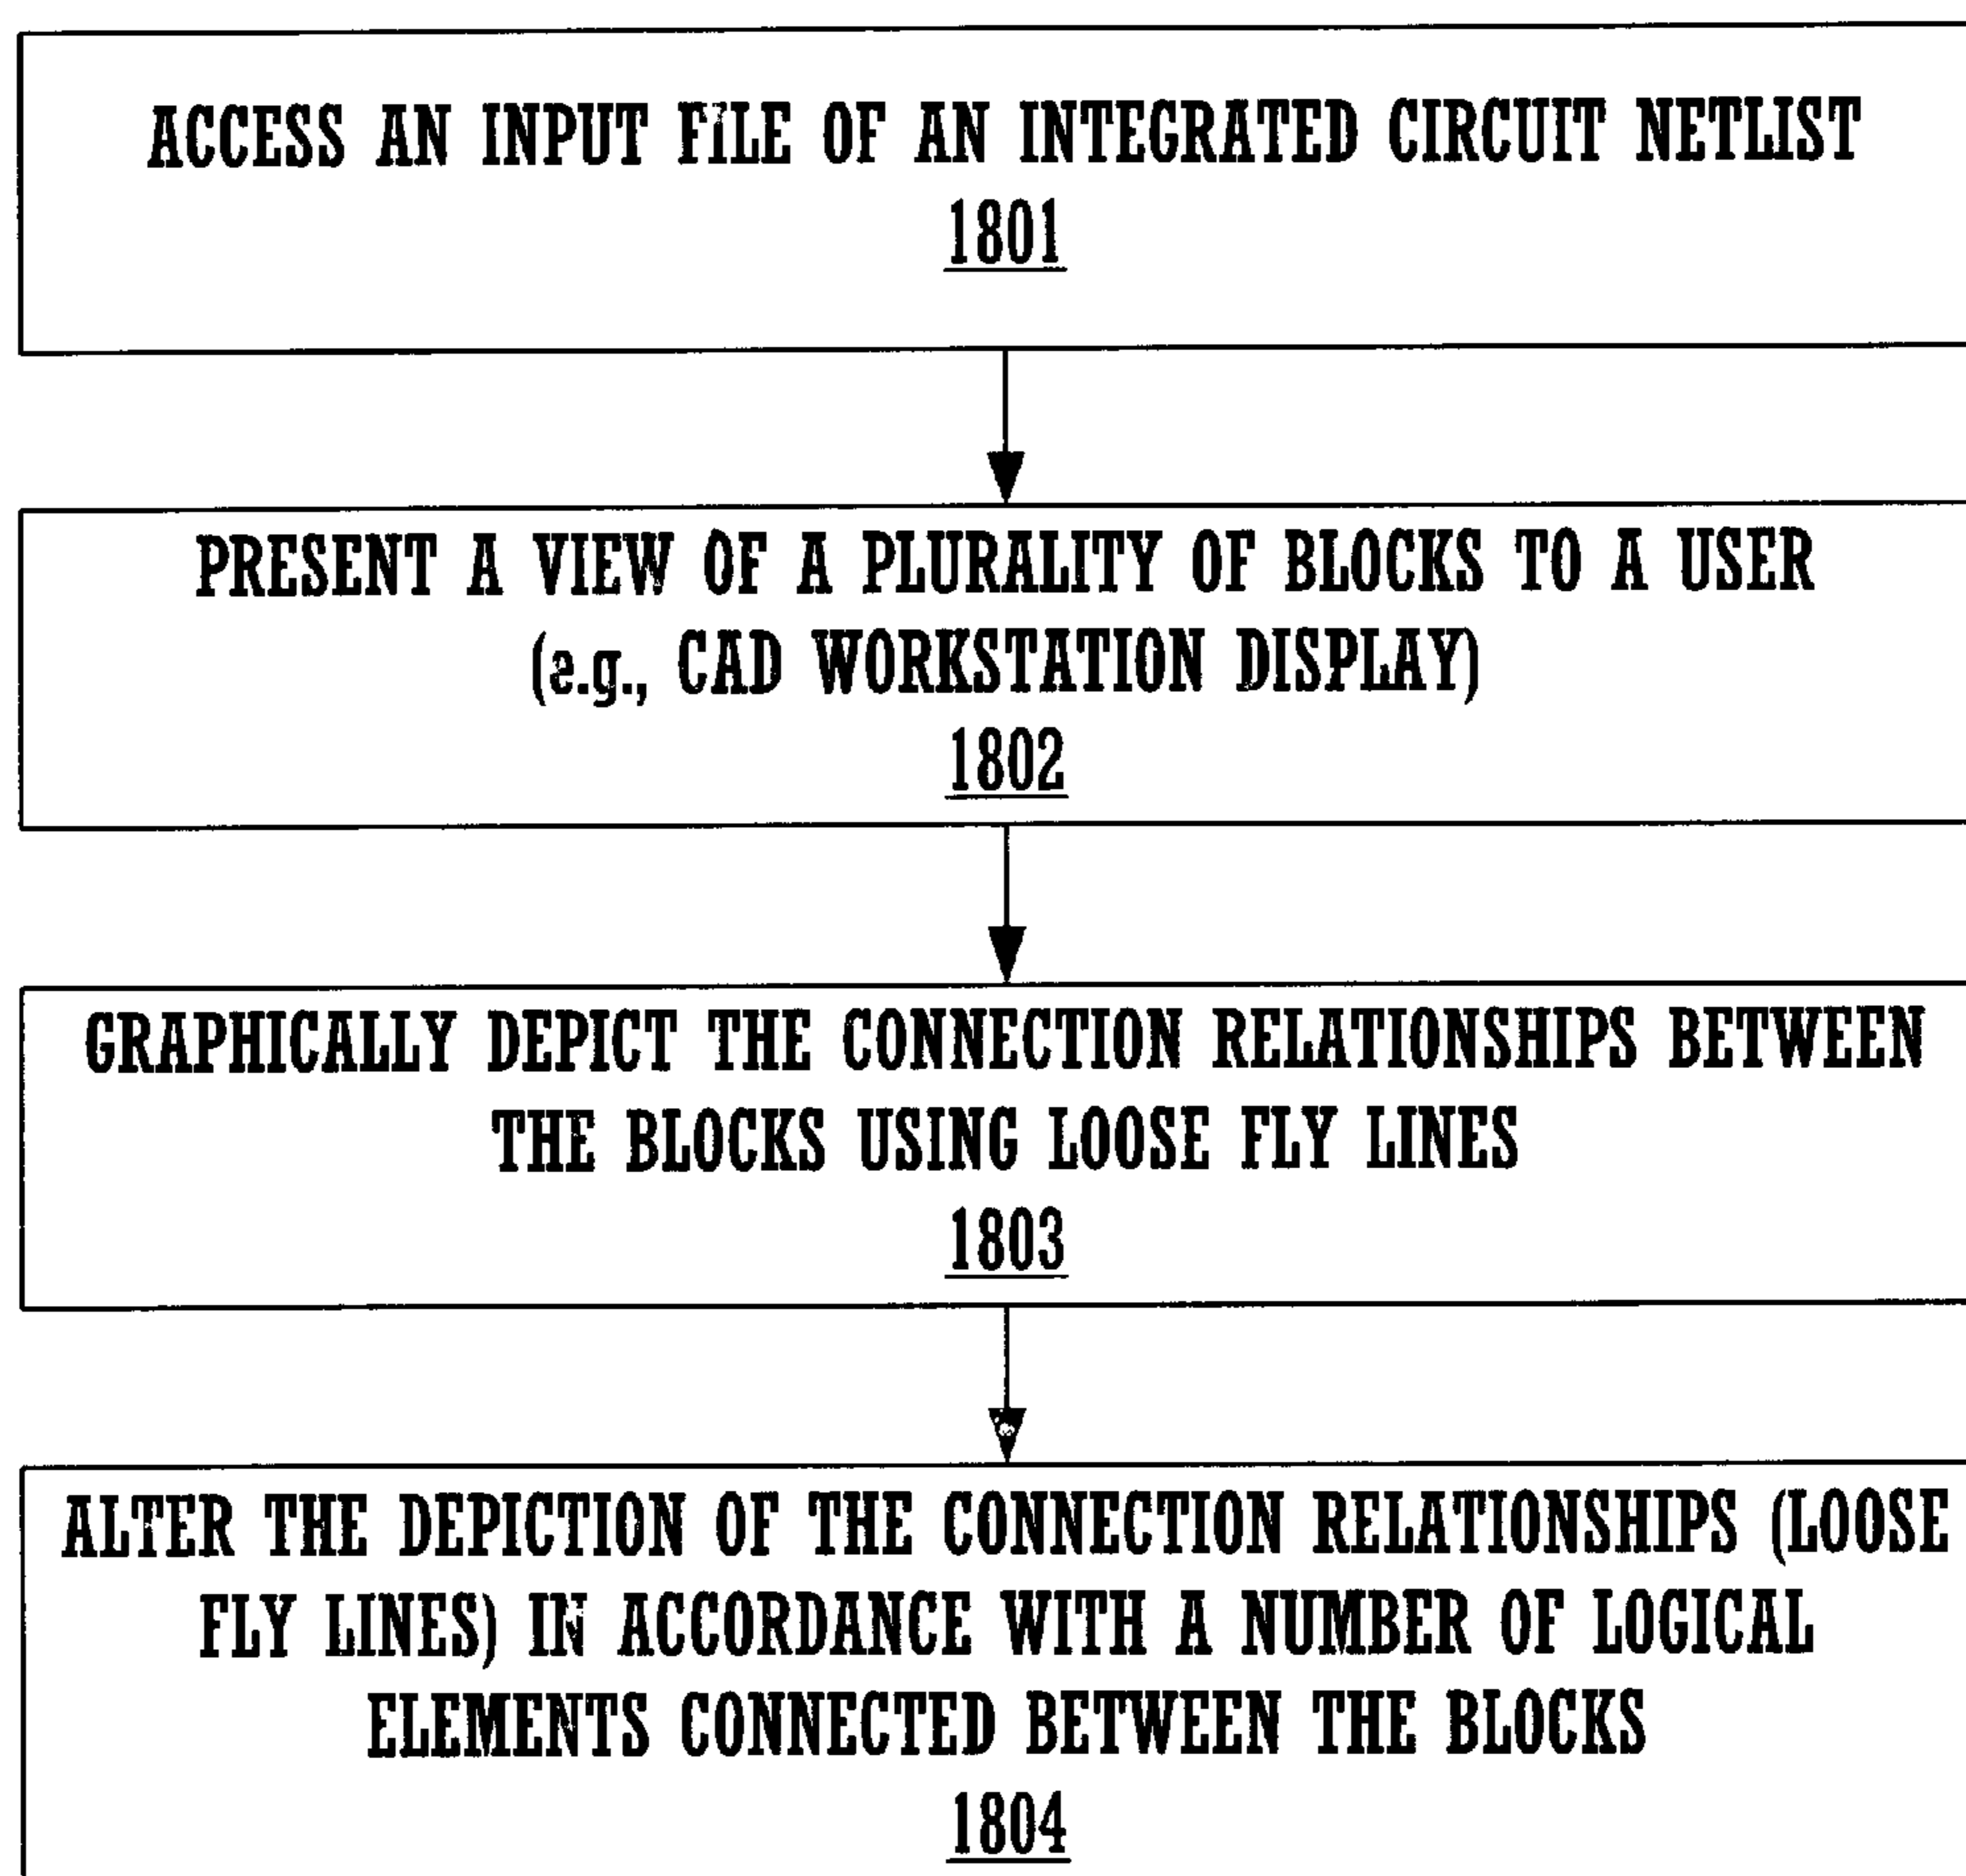 ACCESS AN INPUT FILE OF AN INTEGRATED CIRCUIT NETLIST
1801
PRESENT A VIEW OF A PLURALITY OF BLOCKS TO A USER
(e.g., CAD WORKSTATION DISPLAY)
1802
GRAPHICALLY DEPICT THE CONNECTION RELATIONSHIPS BETWEEN
THE BLOCKS USING LOOSE FLY LINES
1803
ALTER THE DEPICTION OF THE CONNECTION RELATIONSHIPS (LOOSE
FLY LINES) IN ACCORDANCE WITH A NUMBER OF LOGICAL
ELEMENTS CONNECTED BETWEEN THE BLOCKS
1804